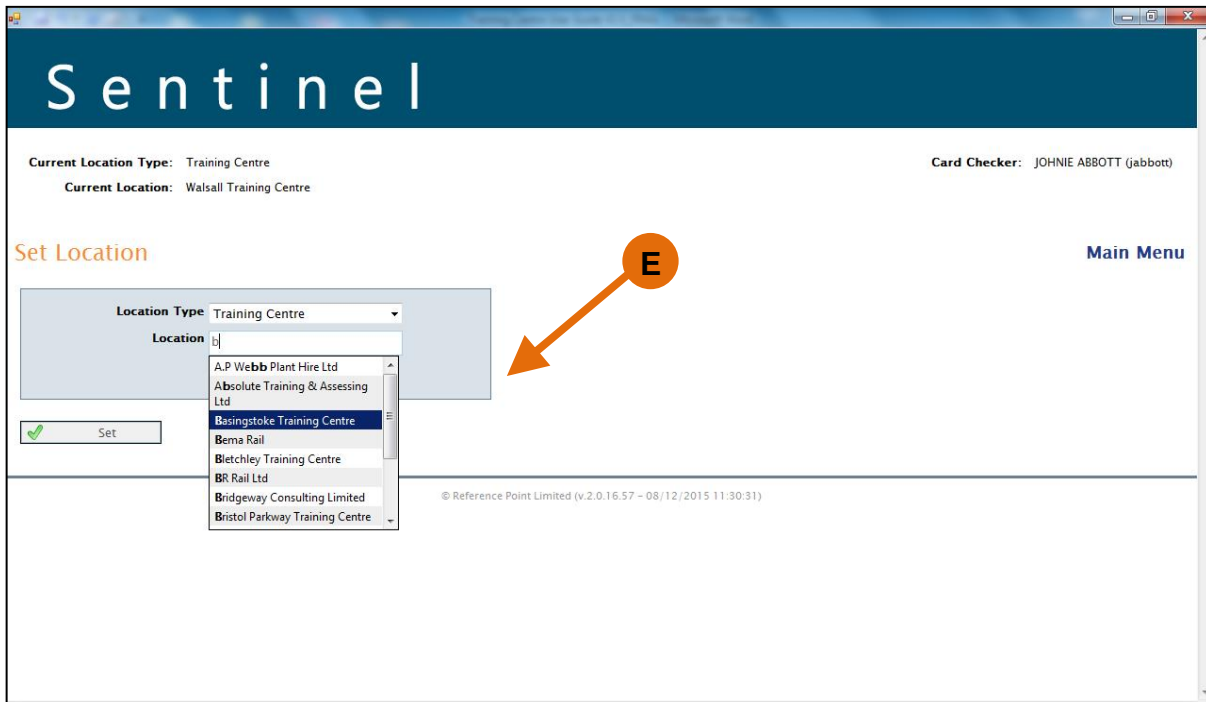 Sentinel
Current Location Type: Training Centre
Card Checker: JOHNIE ABBOTT (jabbott)
Current Location: Walsall Training Centre
Set Location
E
Main Menu
Location Type Training Centre
Location b
A.P Webb Plant Hire Ltd
Absolute Training & Assessing
Ltd
Basingstoke Training Centre
Bema Rail
Set
Bletchley Training Centre
BR Rail Ltd
Bridgeway Consulting Limited
© Reference Point Limited (v.2.0.16.57 - 08/12/2015 11:30:31)
Bristol Parkway Training Centre